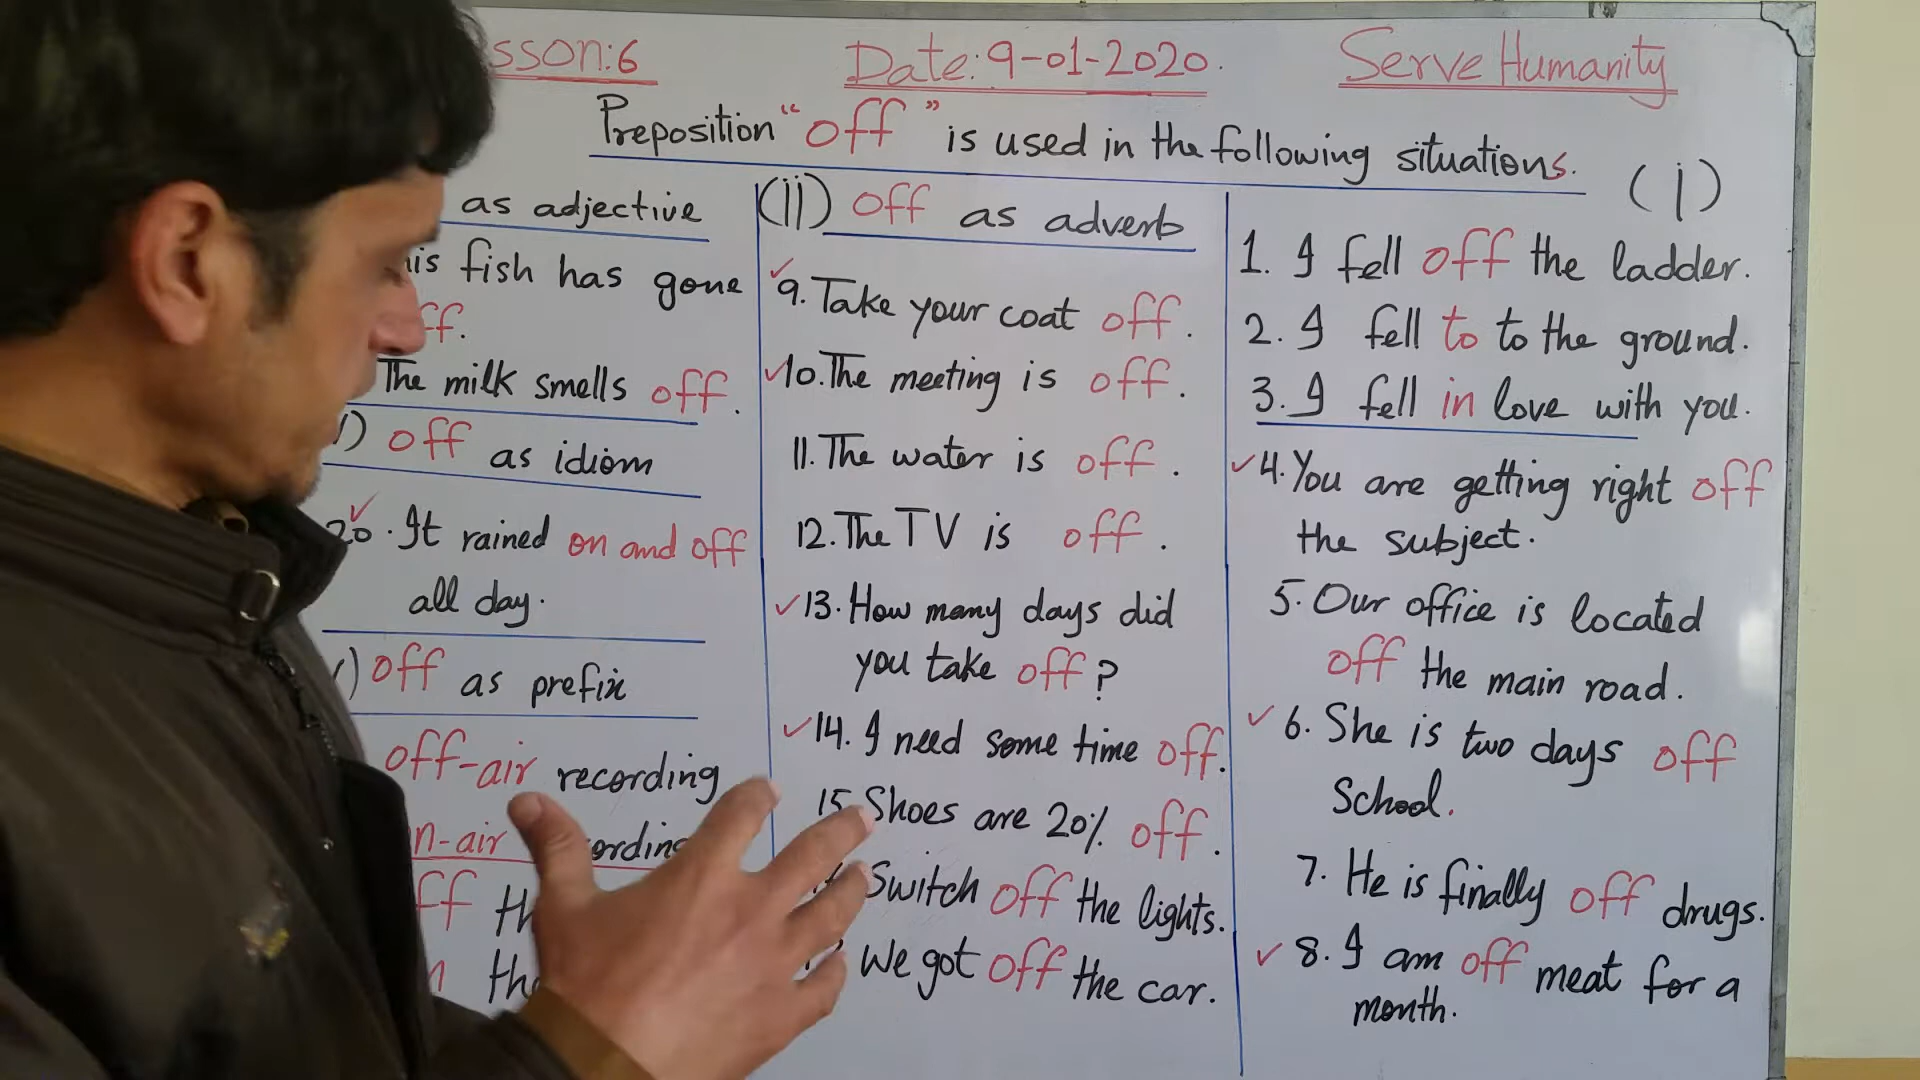 sson:6 Date: 9-01-2020. Serve Humanity
Preposition "off" is used in the following situations.
as adjective
is fish has gone
ff.
The milk smells off.
off as idiom
20. It rained on and off
all day.
off as prefix
off-air recording
n-air
ff
(ii) off as adverb
9. Take your coat off.
10. The meeting is off.
11. The water is off.
12. The TV is off.
13. How many days did
you take off?
14. I need some time off.
15. Shoes are 20% off.
Switch off the lights.
We got off the car.
(i)
1. I fell off the ladder.
2. I fell to to the ground.
3. I fell in love with you.
4. You are getting right off
the subject.
5. Our office is located
off the main road.
6. She is two days off
School.
7. He is finally off drugs.
8. I am off meat for a
month.